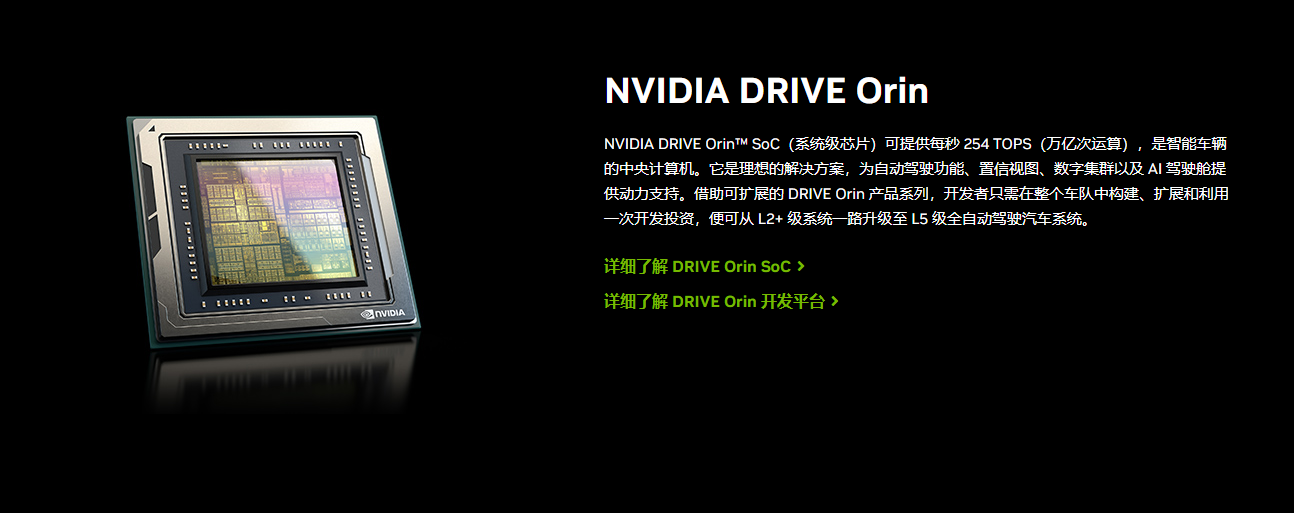 NVIDIA DRIVE Orin
NVIDIA DRIVE Orin™ SoC（系统级芯片）可提供每秒 254 TOPS（万亿次运算），是智能车辆
的中央计算机。它是理想的解决方案，为自动驾驶功能、置信视图、数字集群以及 AI 驾驶舱提
供动力支持。借助可扩展的 DRIVE Orin 产品系列，开发者只需在整个车队中构建、扩展和利用
一次开发投资，便可从 L2+ 级系统一路升级至 L5 级全自动驾驶汽车系统。
详细了解 DRIVE Orin SoC >
详细了解 DRIVE Orin 开发平台 >
NVIDIA